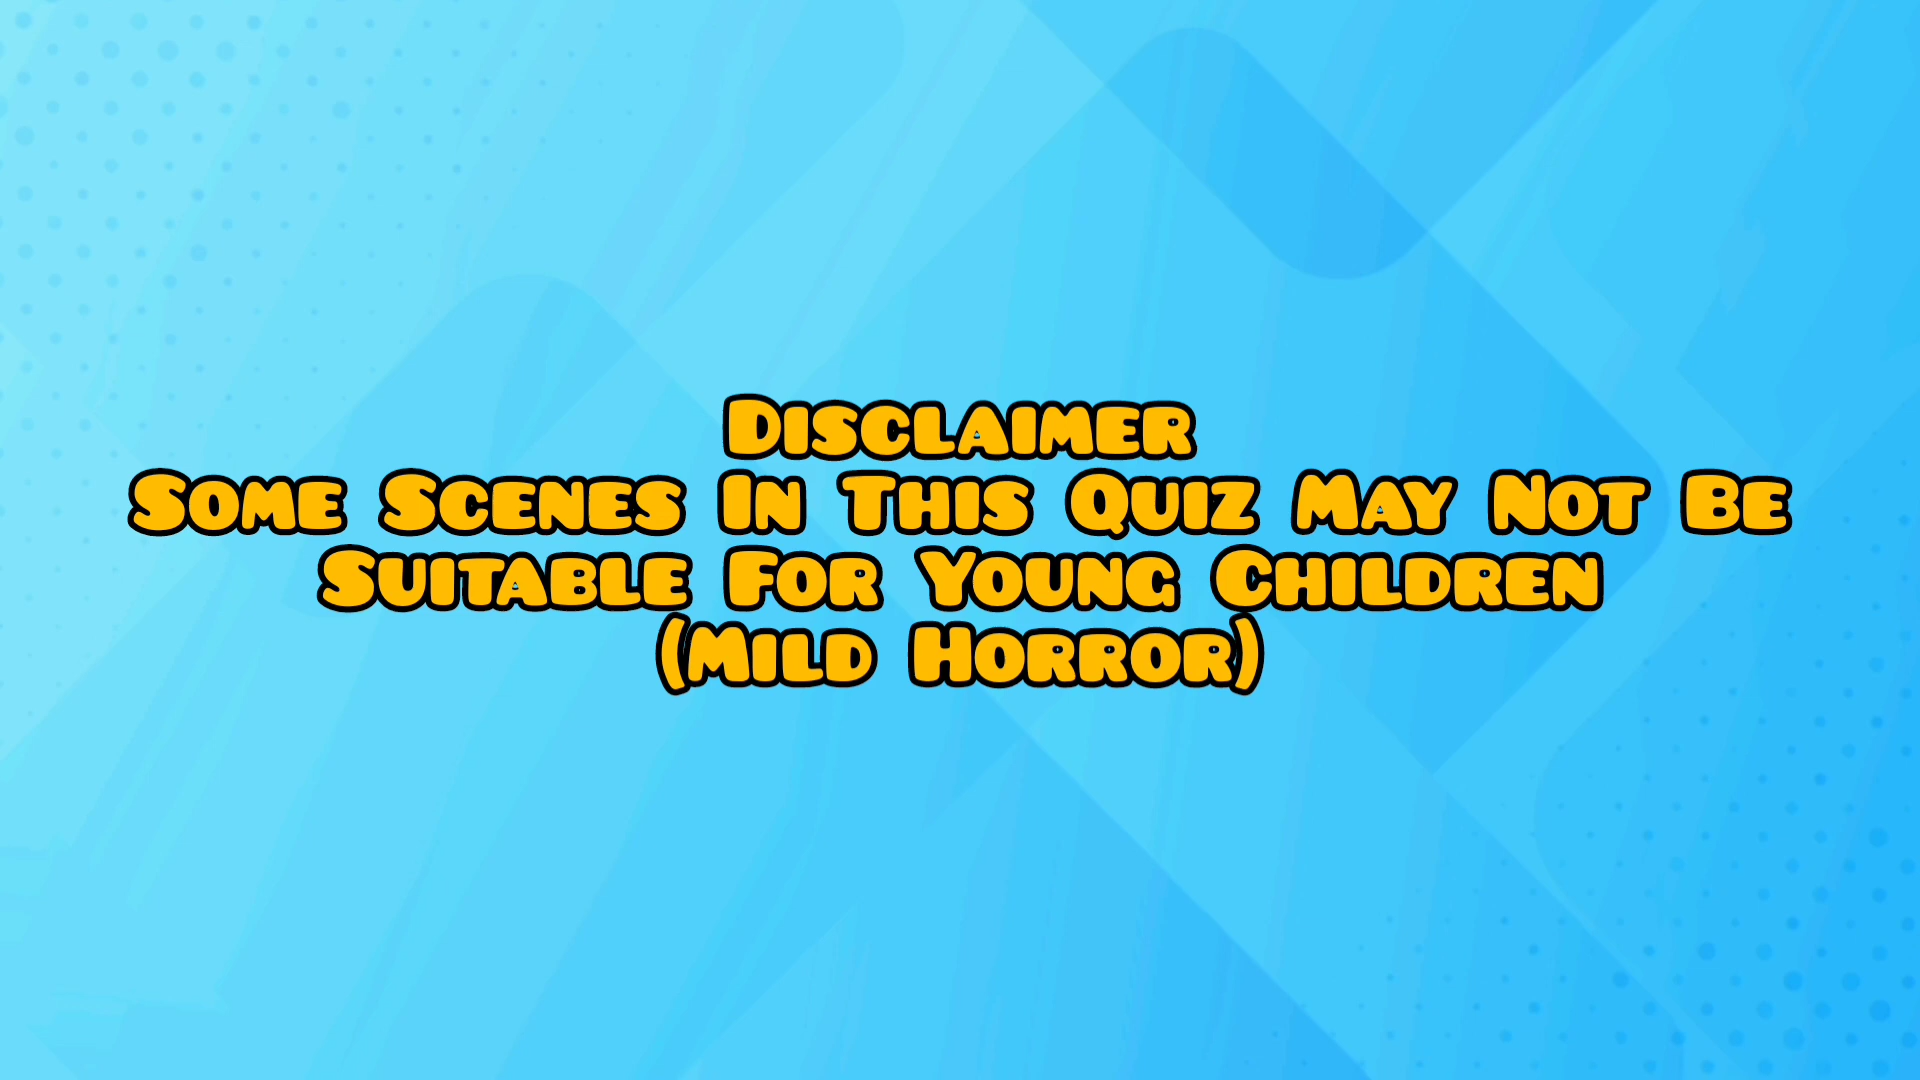 Disclaimer
Some Scenes In This Quiz May Not Be
Suitable For Young Children
(Mild Horror)